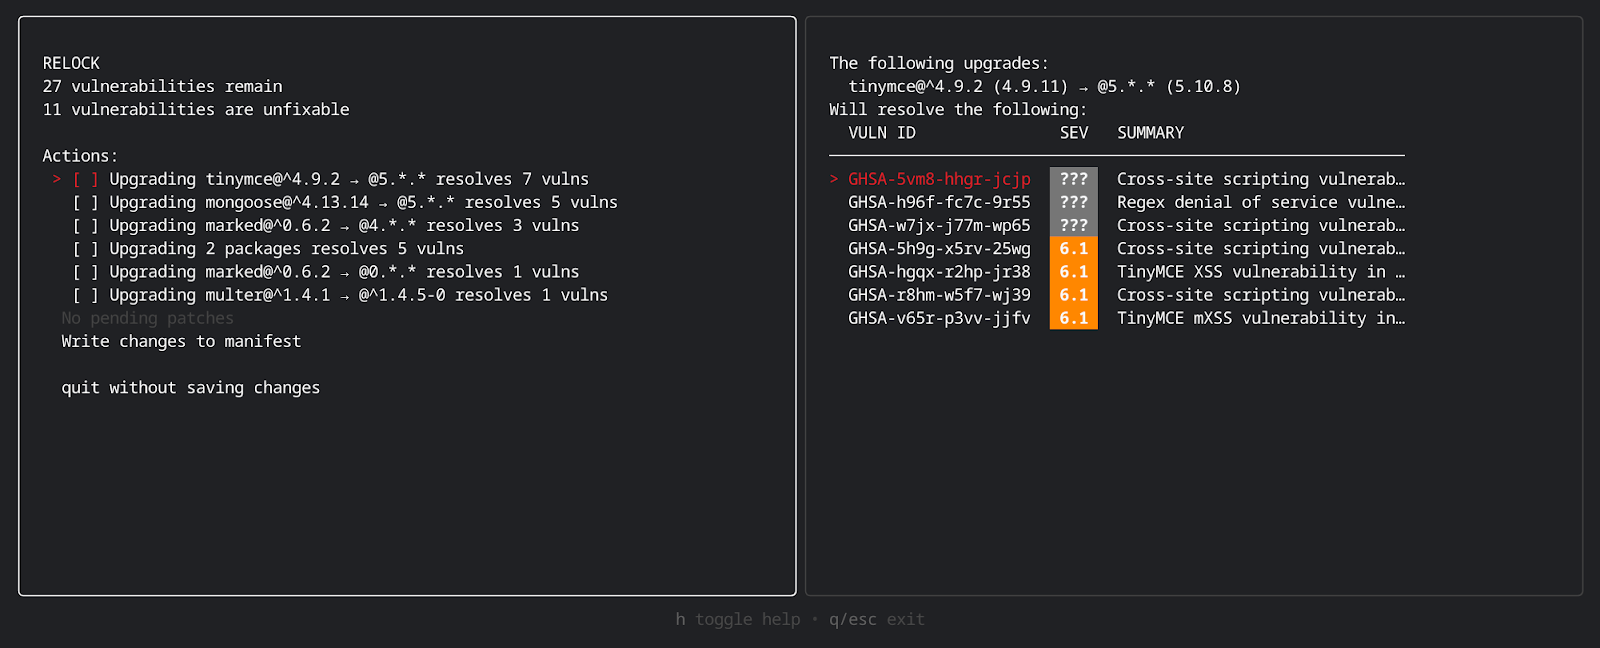 RELOCK
27 vulnerabilities remain
11 vulnerabilities are unfixable
Actions:
> [ ] Upgrading tinymce@^4.9.2 → @5.*.* resolves 7 vulns
[ ] Upgrading mongoose@^4.13.14 → @5.*.* resolves 5 vulns
[ ] Upgrading marked@^0.6.2 → @4.*.* resolves 3 vulns
[ ] Upgrading 2 packages resolves 5 vulns
[ ] Upgrading marked@^0.6.2 → @0.*.* resolves 1 vulns
[ ] Upgrading multer@^1.4.1 → @^1.4.5-0 resolves 1 vulns
No pending patches
Write changes to manifest
quit without saving changes
The following upgrades:
tinymce@^4.9.2 (4.9.11) → @5.*.* (5.10.8)
Will resolve the following:
VULN ID SEV SUMMARY
> GHSA-5vm8-hhgr-jcjp ??? Cross-site scripting vulnerab…
GHSA-h96f-fc7c-9r55 ??? Regex denial of service vulne…
GHSA-w7jx-j77m-wp65 ??? Cross-site scripting vulnerab…
GHSA-5h9g-x5rv-25wg 6.1 Cross-site scripting vulnerab…
GHSA-hgqx-r2hp-jr38 6.1 TinyMCE XSS vulnerability in …
GHSA-r8hm-w5f7-wj39 6.1 Cross-site scripting vulnerab…
GHSA-v65r-p3vv-jjfv 6.1 TinyMCE mXSS vulnerability in…
h toggle help • q/esc exit